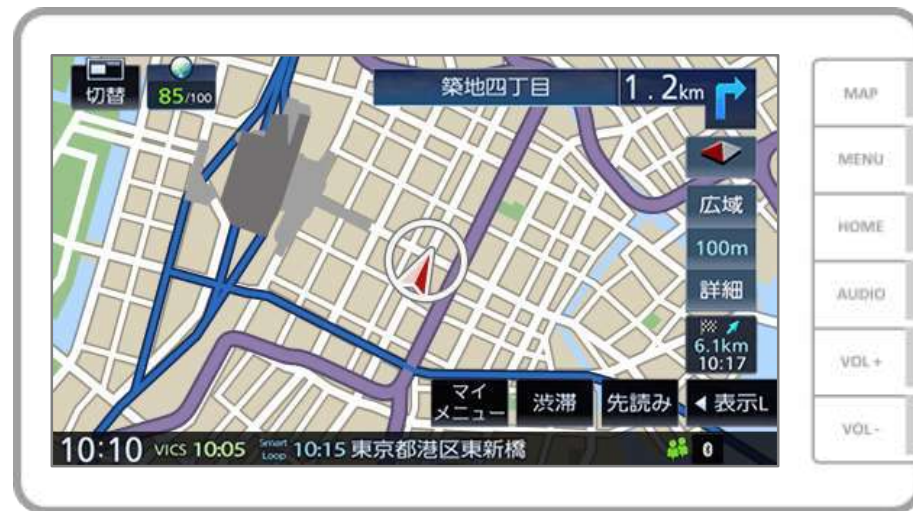 切替
85/100
築地四丁目
1.2km
広域
100m
詳細
6.1km
10:17
マイ
メニュー
渋滞
先読み
表示L
10:10 VICS 10:05 Smart Loop 10:15 東京都港区東新橋 0
MAP
MENU
HOME
AUDIO
VOL+
VOL-